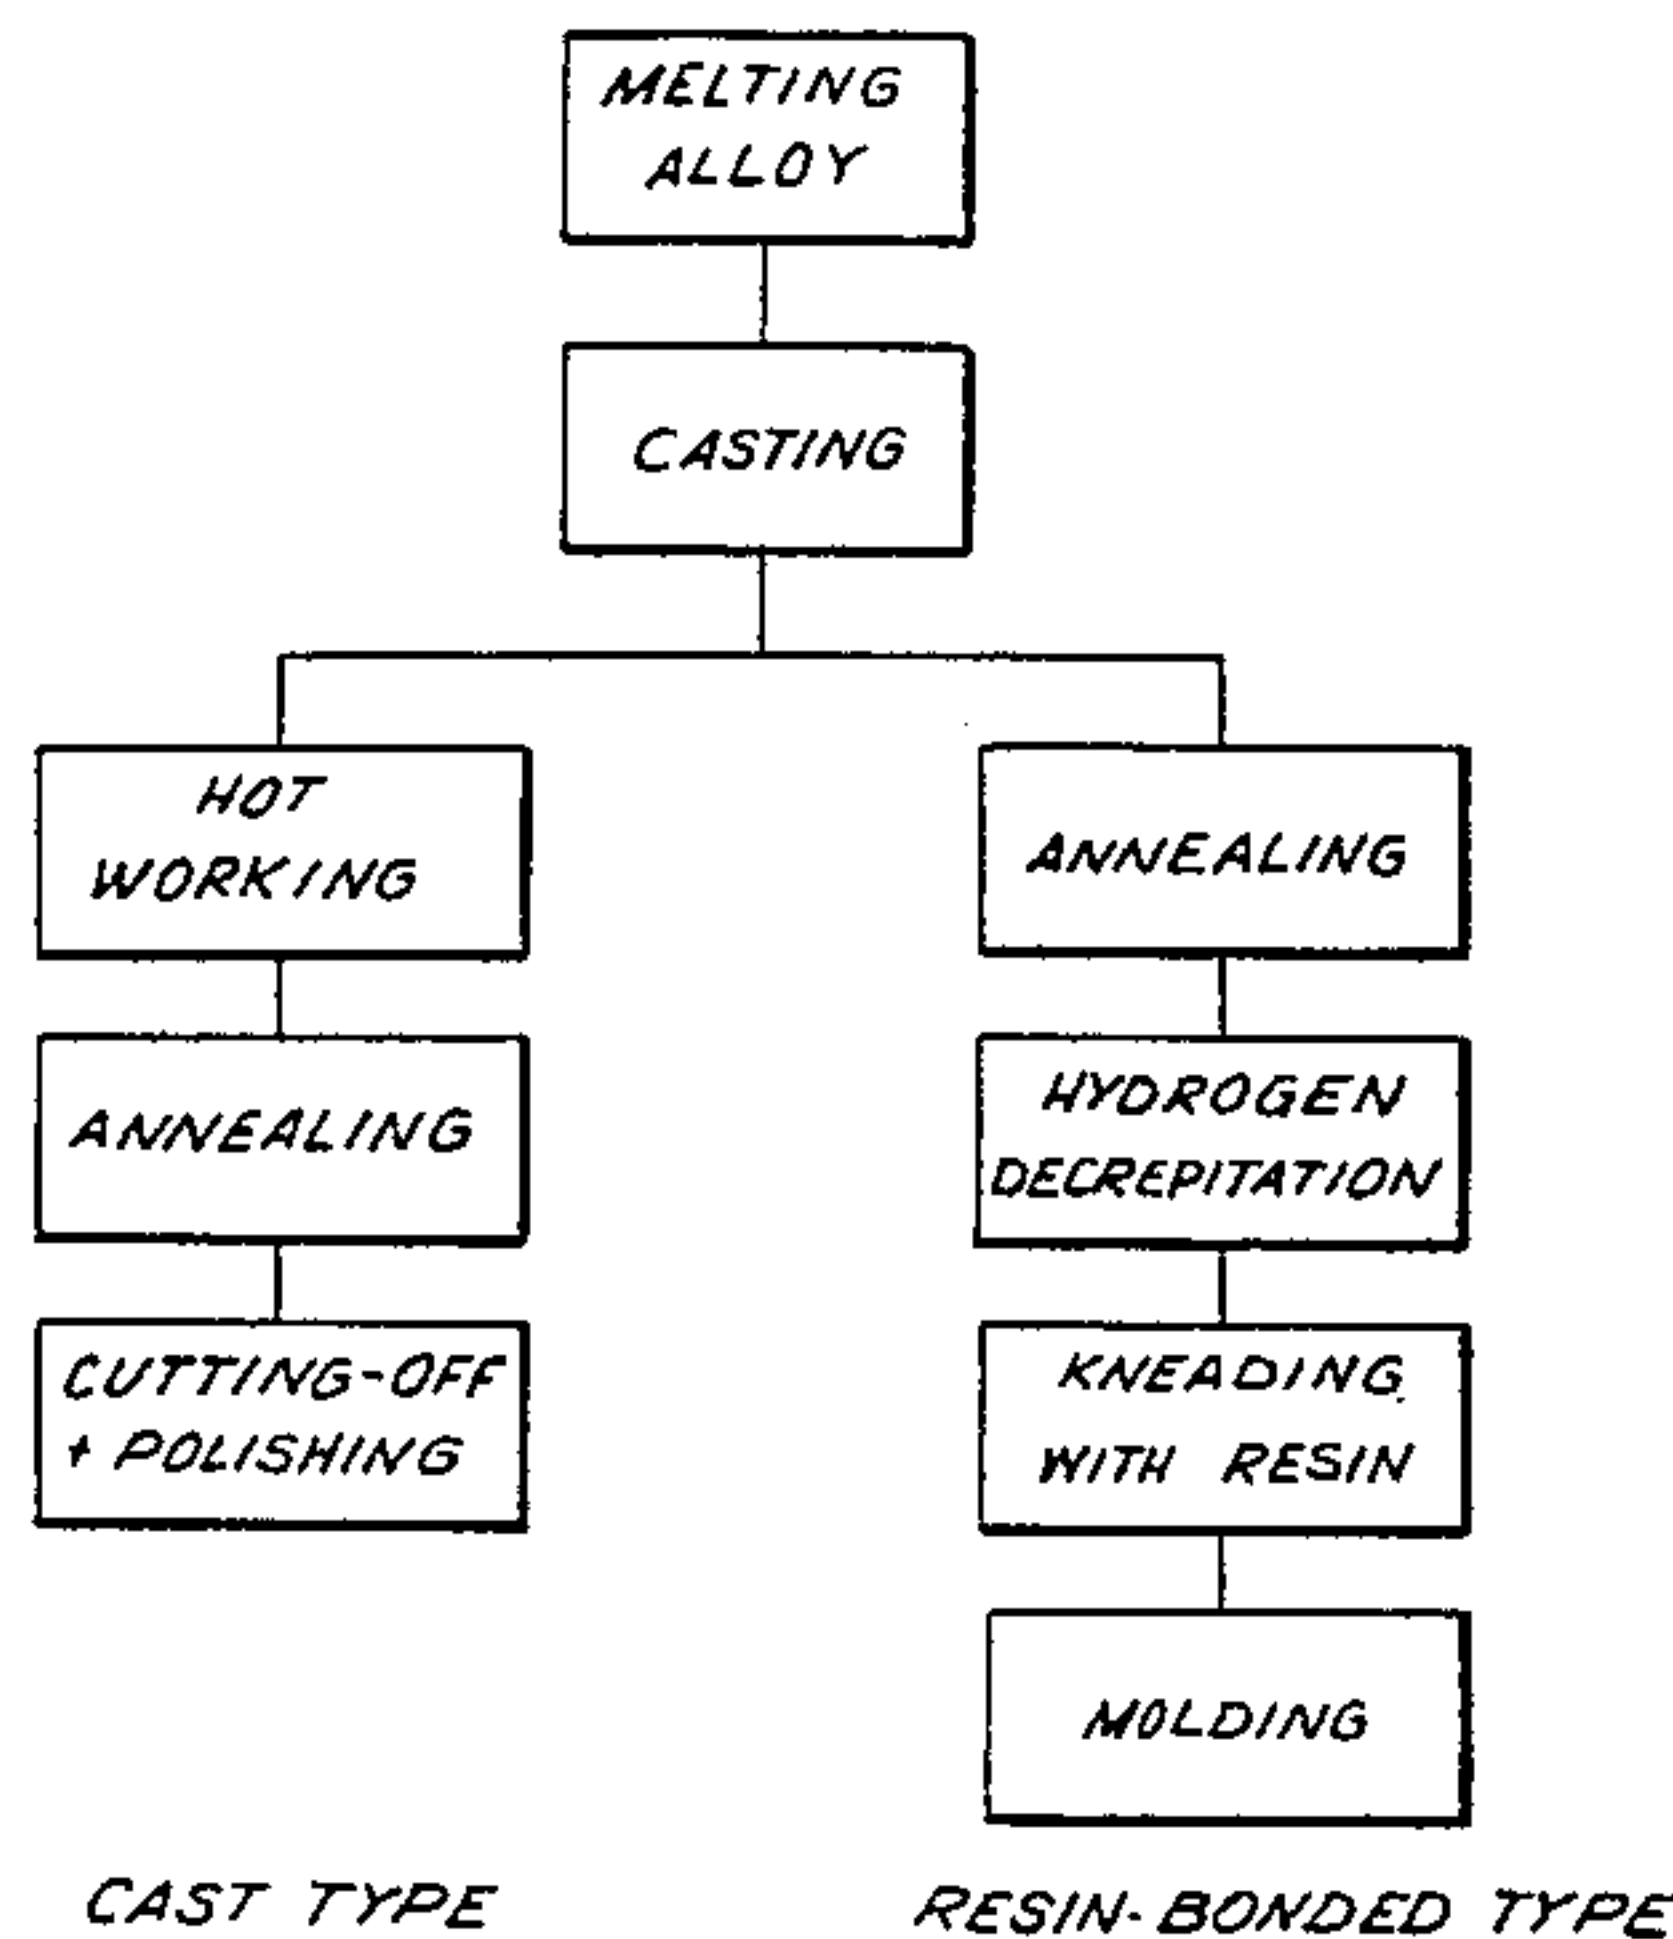 MELTING
ALLOY
CASTING
HOT
WORKING
ANNEALING
CUTTING-OFF
+ POLISHING
ANNEALING
HYDROGEN
DECREPITATION
KNEADING
WITH RESIN
MOLDING
CAST TYPE
RESIN-BONDED TYPE